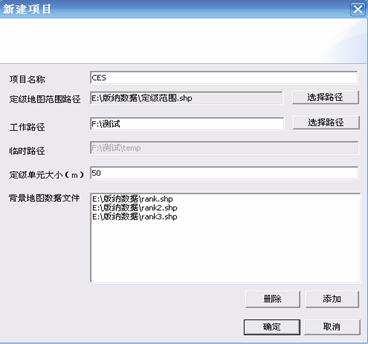 新建项目
项目名称 CES
定级地图范围路径 E:\版纳数据\定级范围.shp 选择路径
工作路径 F:\测试 选择路径
临时路径 F:\测试\temp
定级单元大小(m) 50
背景地图数据文件 E:\版纳数据\rank.shp
E:\版纳数据\rank2.shp
E:\版纳数据\rank3.shp
删除 添加
确定 取消